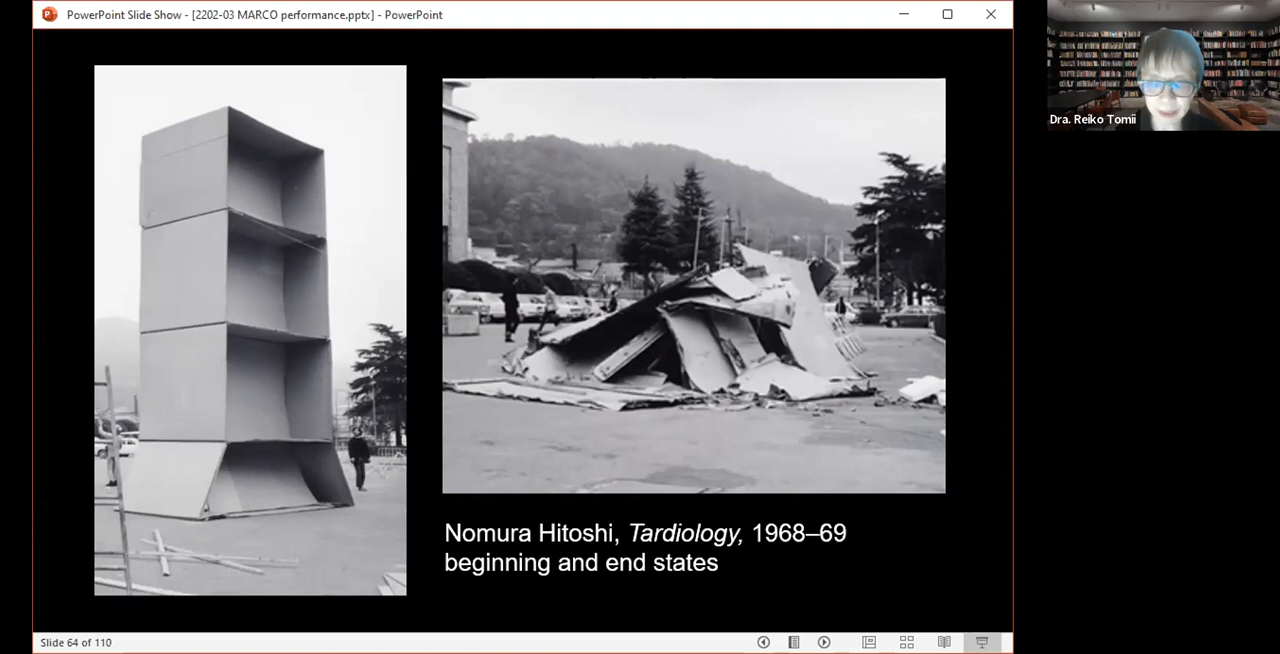 PowerPoint Slide Show - [2202-03 MARCO performance.pptx] - PowerPoint
Dra. Reiko Tomii
Nomura Hitoshi, Tardiology, 1968–69
beginning and end states
Slide 64 of 110